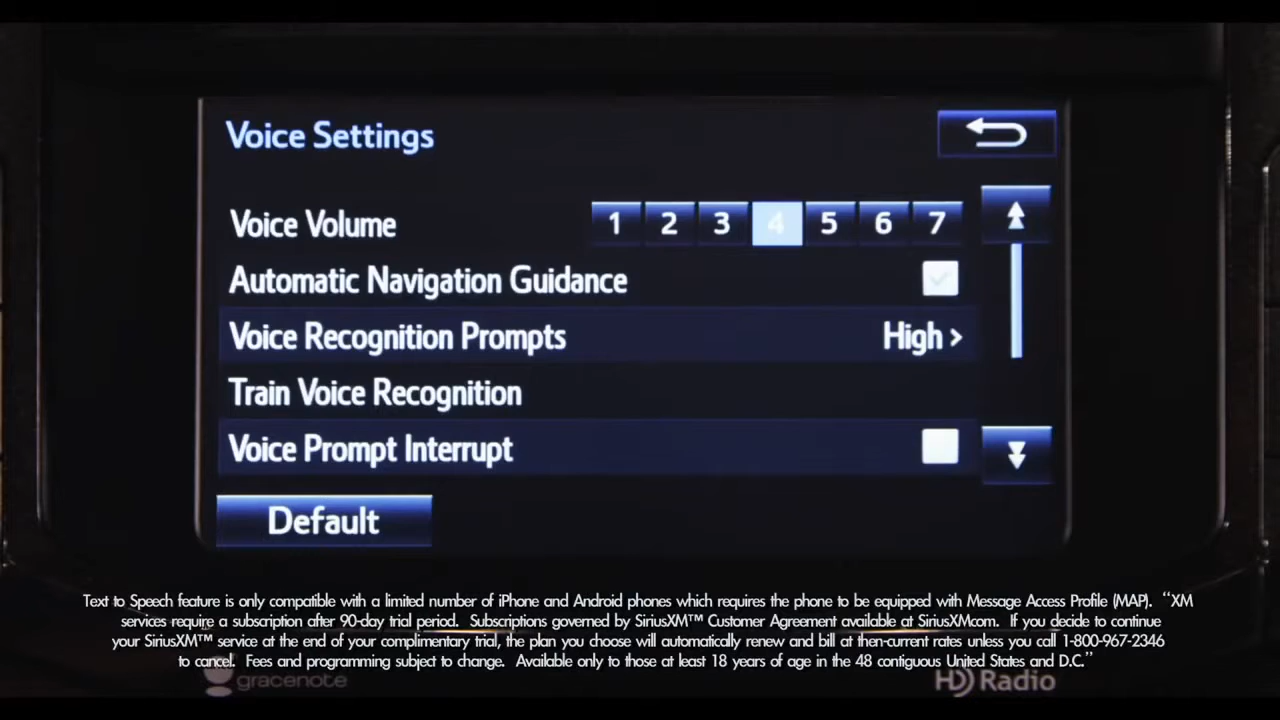 Voice Settings
Voice Volume 1 2 3 4 5 6 7
Automatic Navigation Guidance
Voice Recognition Prompts High >
Train Voice Recognition
Voice Prompt Interrupt
Default
Text to Speech feature is only compatible with a limited number of iPhone and Android phones which requires the phone to be equipped with Message Access Profile (MAP). “XM
services require a subscription after 90-day trial period. Subscriptions governed by SiriusXM™ Customer Agreement available at SiriusXM.com. If you decide to continue
your SiriusXM™ service at the end of your complimentary trial, the plan you choose will automatically renew and bill at then-current rates unless you call 1-800-967-2346
to cancel. Fees and programming subject to change. Available only to those at least 18 years of age in the 48 contiguous United States and D.C.”
gracenote HD Radio